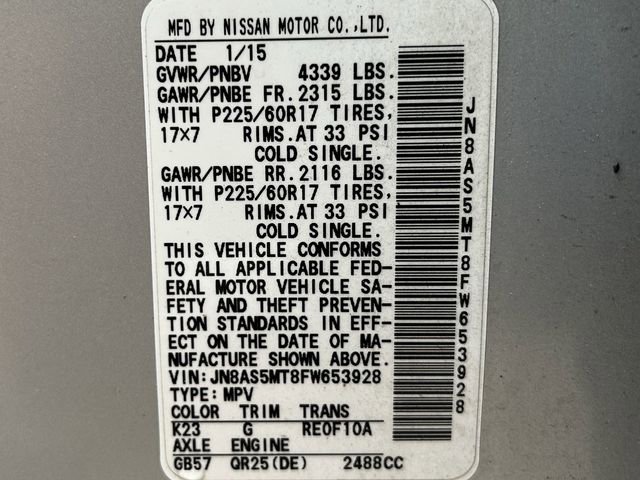 MFD BY NISSAN MOTOR CO.,LTD.
DATE 1/15
GVWR/PNBV 4339 LBS.
GAWR/PNBE FR. 2315 LBS.
WITH P225/60R17 TIRES,
17×7 RIMS. AT 33 PSI
COLD SINGLE.
GAWR/PNBE RR. 2116 LBS.
WITH P225/60R17 TIRES,
17×7 RIMS. AT 33 PSI
COLD SINGLE.
THIS VEHICLE CONFORMS
TO ALL APPLICABLE FED-
ERAL MOTOR VEHICLE SA-
FETY AND THEFT PREVEN-
TION STANDARDS IN EFF-
ECT ON THE DATE OF MA-
NUFACTURE SHOWN ABOVE.
VIN:JN8AS5MT8FW653928
TYPE:MPV
COLOR TRIM TRANS
K23 G RE0F10A
AXLE ENGINE
GB57 QR25(DE) 2488CC
JN8AS5MT8FW653928